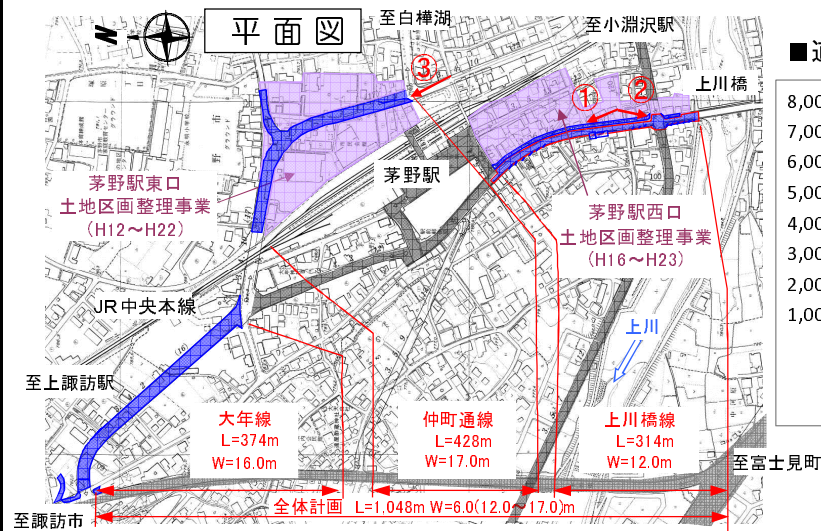 平面図
N
至白樺湖
至小淵沢駅
■
③
①
②
上川橋
8,00
7,00
6,00
5,00
4,00
3,00
2,00
1,00
茅野駅
茅野駅東口
土地区画整理事業
(H12～H22)
茅野駅西口
土地区画整理事業
(H16～H23)
JR中央本線
上川
至上諏訪駅
大年線
L=374m
W=16.0m
仲町通線
L=428m
W=17.0m
上川橋線
L=314m
W=12.0m
至富士見町
全体計画 L=1,048m W=6.0(12.0～17.0)m
至諏訪市